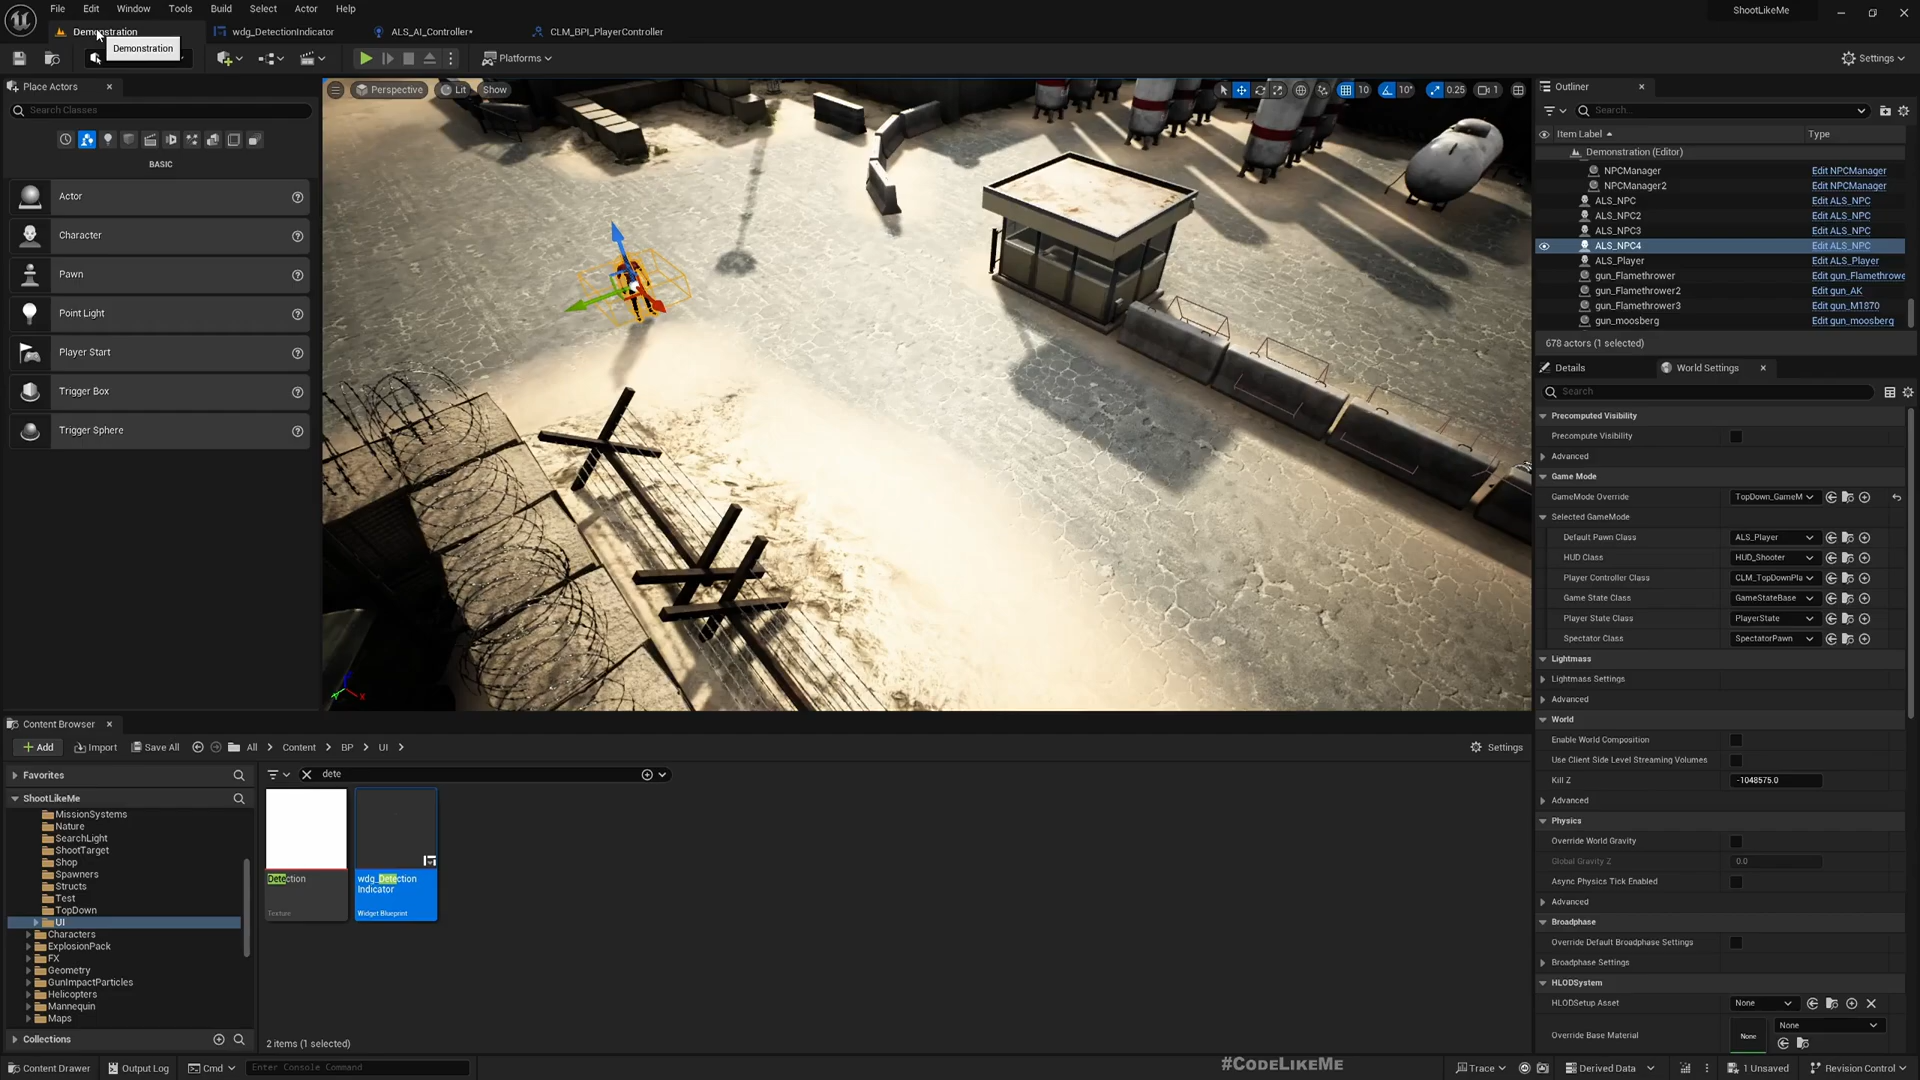 File Edit Window Tools Build Select Actor Help
ShootLikeMe
Demonstration wdg_DetectionIndicator ALS_AI_Controller* CLM_BPI_PlayerController
Demonstration
Platforms
Settings
Place Actors
Search Classes
BASIC
Actor
Character
Pawn
Point Light
Player Start
Trigger Box
Trigger Sphere
Perspective Lit Show
10 10° 0.25 1
Outliner
Search...
Item Label Type
Demonstration (Editor)
NPCManager Edit NPCManager
NPCManager2 Edit NPCManager
ALS_NPC Edit ALS_NPC
ALS_NPC2 Edit ALS_NPC
ALS_NPC3 Edit ALS_NPC
ALS_NPC4 Edit ALS_NPC
ALS_Player Edit ALS_Player
gun_Flamethrower Edit gun_Flamethrowe
gun_Flamethrower2 Edit gun_AK
gun_Flamethrower3 Edit gun_M1870
gun_moosberg Edit gun_moosberg
678 actors (1 selected)
Details World Settings
Search
Precomputed Visibility
Precompute Visibility
Advanced
Game Mode
GameMode Override TopDown_GameM
Selected GameMode
Default Pawn Class ALS_Player
HUD Class HUD_Shooter
Player Controller Class CLM_TopDownPla
Game State Class GameStateBase
Player State Class PlayerState
Spectator Class SpectatorPawn
Lightmass
Lightmass Settings
Advanced
World
Enable World Composition
Use Client Side Level Streaming Volumes
Kill Z -1048575.0
Advanced
Physics
Override World Gravity
Global Gravity Z 0.0
Async Physics Tick Enabled
Advanced
Broadphase
Override Default Broadphase Settings
Broadphase Settings
HLODSystem
HLODSetup Asset None
Override Base Material None None
Content Browser
Add Import Save All All Content BP UI Settings
Favorites
ShootLikeMe
MissionSystems
Nature
SearchLight
ShootTarget
Shop
Spawners
Structs
Test
TopDown
UI
Characters
ExplosionPack
FX
Geometry
GunImpactParticles
Helicopters
Mannequin
Maps
Collections
dete
Detection
Texture
wdg_Detection
Indicator
Widget Blueprint
2 items (1 selected)
#CODELIKEME
Content Drawer Output Log Cmd Enter Console Command Trace Derived Data 1 Unsaved Revision Control